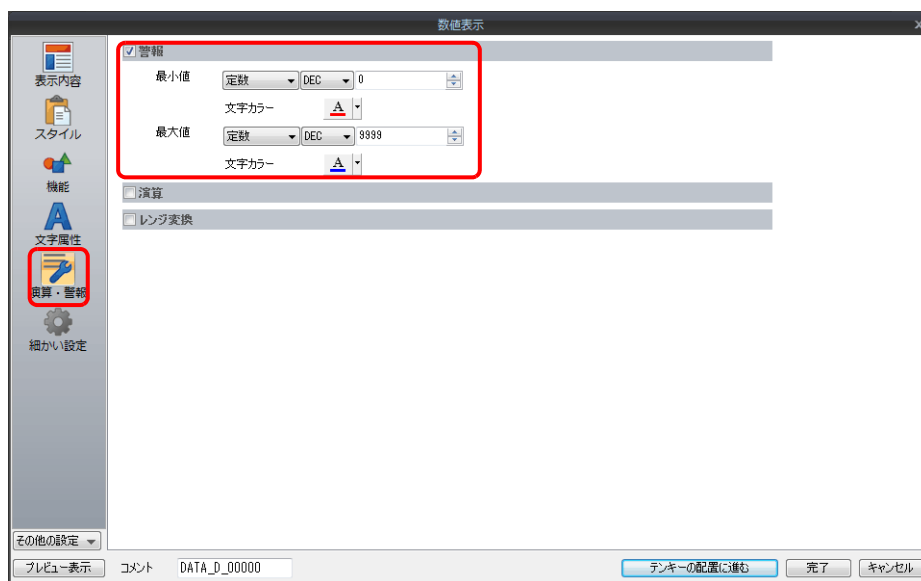 数値表示
表示内容
スタイル
機能
文字属性
演算・警報
細かい設定
その他の設定
警報
最小値 定数 DEC 0
文字カラー A
最大値 定数 DEC 9999
文字カラー A
演算
レンジ変換
プレビュー表示 コメント DATA_D_00000 テンキーの配置に進む 完了 キャンセル